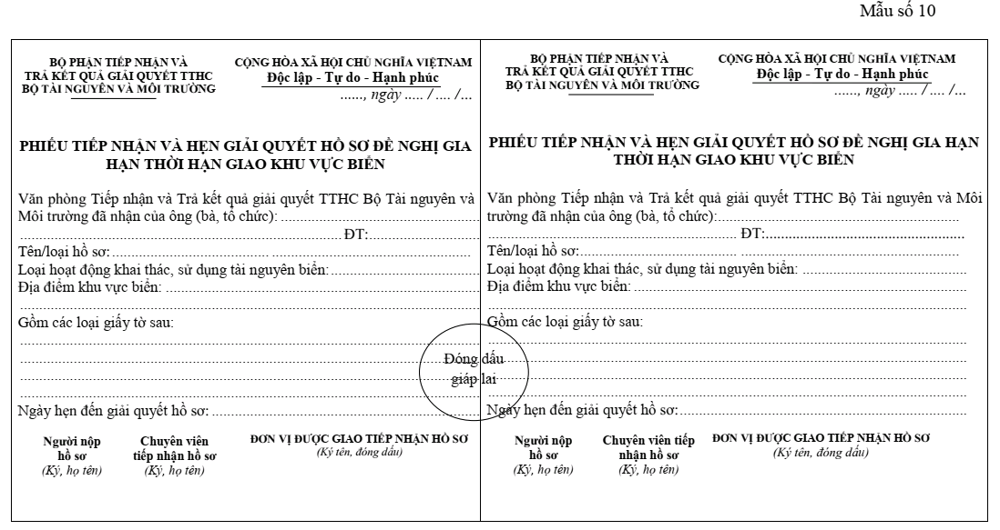 Mẫu số 10
BỘ PHẬN TIẾP NHẬN VÀ
TRẢ KẾT QUẢ GIẢI QUYẾT TTHC
BỘ TÀI NGUYÊN VÀ MÔI TRƯỜNG
CỘNG HÒA XÃ HỘI CHỦ NGHĨA VIỆTNAM
Độc lập - Tự do - Hạnh phúc
......, ngày ..... / .... /...
PHIẾU TIẾP NHẬN VÀ HẸN GIẢI QUYẾT HỒ SƠ ĐỀ NGHỊ GIA
HẠN THỜI HẠN GIAO KHU VỰC BIỂN
Văn phòng Tiếp nhận và Trả kết quả giải quyết TTHC Bộ Tài nguyên và
Môi trường đã nhận của ông (bà, tổ chức): ......................................................
.................................................................................ĐT:............................
Tên/loại hồ sơ:....................................... ..................................................
Loại hoạt động khai thác, sử dụng tài nguyên biển:......................................
Địa điểm khu vực biển: ..............................................................................
....................................................................................................................
Gồm các loại giấy tờ sau:
....................................................................................................................
....................................................................................................................
....................................................................................................................
....................................................................................................................
Ngày hẹn đến giải quyết hồ sơ: ...................................................................
Người nộp
hồ sơ
(Ký, họ tên)
Chuyên viên
tiếp nhận hồ sơ
(Ký, họ tên)
ĐƠN VỊ ĐƯỢC GIAO TIẾP NHẬN HỒ SƠ
(Ký tên, đóng dấu)
Đóng dấu
giáp lai
BỘ PHẬN TIẾP NHẬN VÀ
TRẢ KẾT QUẢ GIẢI QUYẾT TTHC
BỘ TÀI NGUYÊN VÀ MÔI TRƯỜNG
CỘNG HÒA XÃ HỘI CHỦ NGHĨA VIỆTNAM
Độc lập - Tự do - Hạnh phúc
......, ngày ..... / .... /...
PHIẾU TIẾP NHẬN VÀ HẸN GIẢI QUYẾT HỒ SƠ ĐỀ NGHỊ GIA HẠN
THỜI HẠN GIAO KHU VỰC BIỂN
Văn phòng Tiếp nhận và Trả kết quả giải quyết TTHC Bộ Tài nguyên và Môi
trường đã nhận của ông (bà, tổ chức):............................................................
............................................................... ĐT:..................................................
Tên/loại hồ sơ:....................................... ..................................................
Loại hoạt động khai thác, sử dụng tài nguyên biển: ..........................................
Địa điểm khu vực biển: ...................................................................................
........................................................................................................................
Gồm các loại giấy tờ sau:
........................................................................................................................
........................................................................................................................
........................................................................................................................
........................................................................................................................
Ngày hẹn đến giải quyết hồ sơ:........................................................................
Người nộp
hồ sơ
(Ký, họ tên)
Chuyên viên tiếp
nhận hồ sơ
(Ký, họ tên)
ĐƠN VỊ ĐƯỢC GIAO TIẾP NHẬN HỒ SƠ
(Ký tên, đóng dấu)